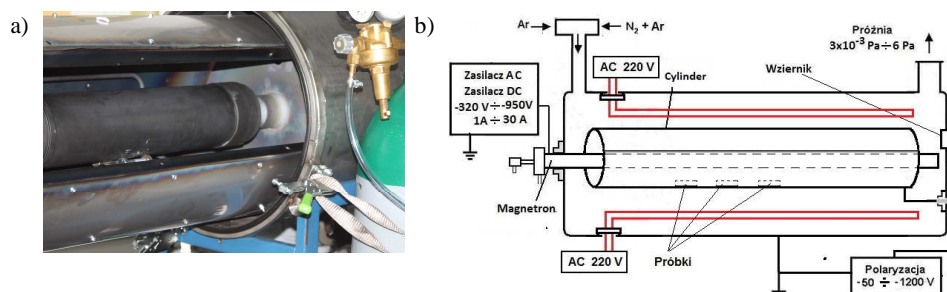 a)
b)
Ar
N₂ + Ar
Próżnia
3x10⁻³ Pa÷6 Pa
AC 220 V
Wziernik
Zasilacz AC
Zasilacz DC
-320 V ÷ -950V
1A ÷ 30 A
Cylinder
Magnetron
Próbki
AC 220 V
Polaryzacja
-50 ÷ -1200 V